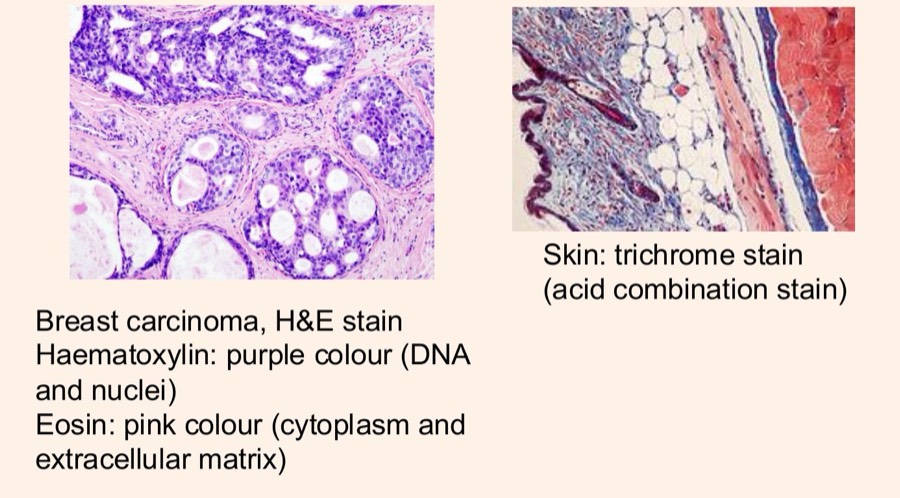 Skin: trichrome stain
(acid combination stain)
Breast carcinoma, H&E stain
Haematoxylin: purple colour (DNA
and nuclei)
Eosin: pink colour (cytoplasm and
extracellular matrix)